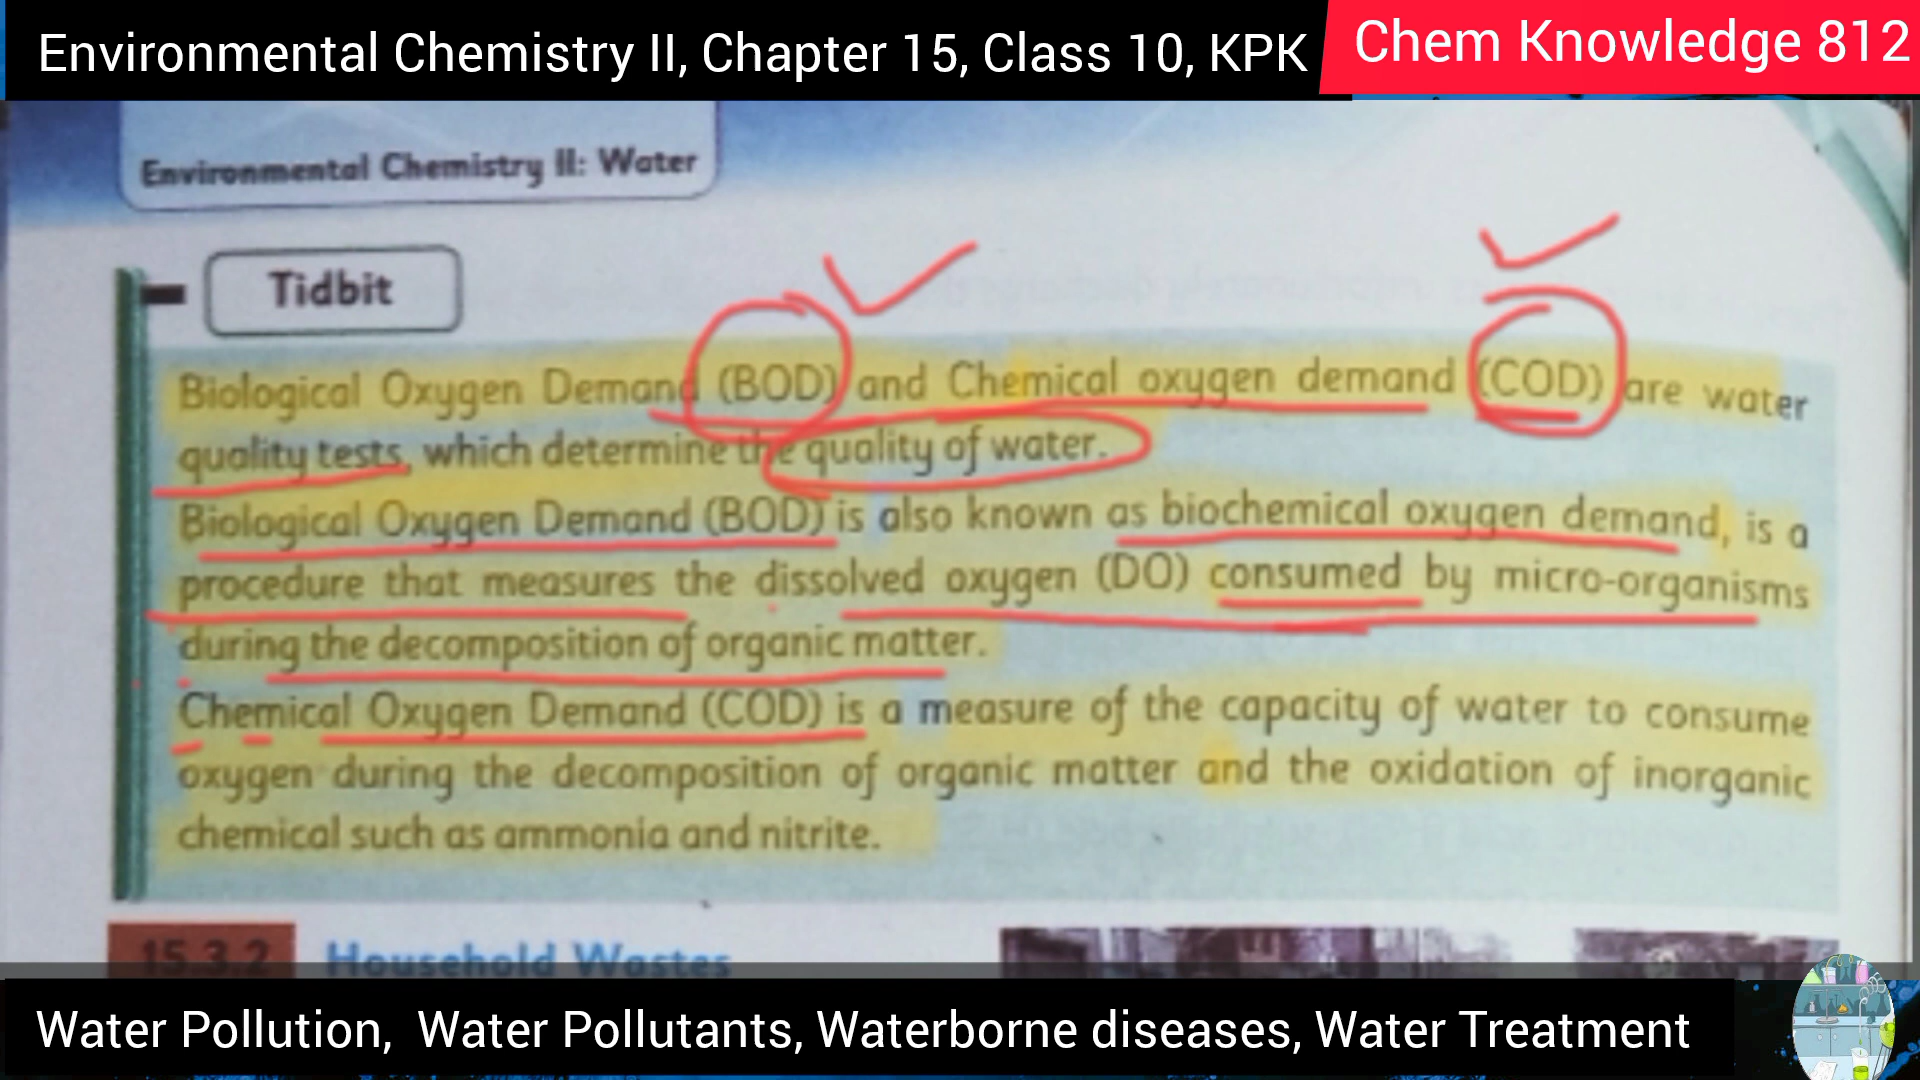 Environmental Chemistry II, Chapter 15, Class 10, KPK
Chem Knowledge 812
Environmental Chemistry II: Water
Tidbit
Biological Oxygen Demand (BOD) and Chemical oxygen demand (COD) are water
quality tests, which determine the quality of water.
Biological Oxygen Demand (BOD) is also known as biochemical oxygen demand, is a
procedure that measures the dissolved oxygen (DO) consumed by micro-organisms
during the decomposition of organic matter.
Chemical Oxygen Demand (COD) is a measure of the capacity of water to consume
oxygen during the decomposition of organic matter and the oxidation of inorganic
chemical such as ammonia and nitrite.
15.3.2 Household Wastes
Water Pollution, Water Pollutants, Waterborne diseases, Water Treatment